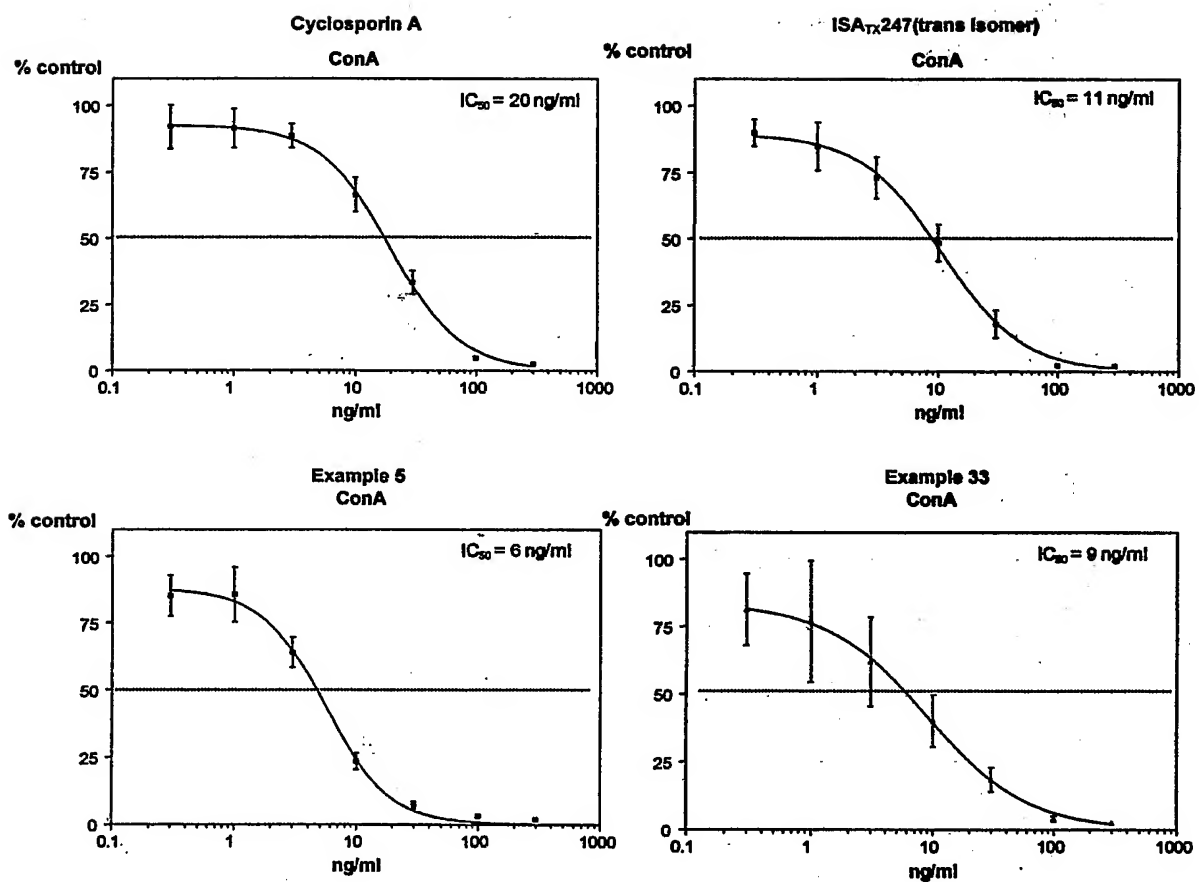 Cyclosporin A
ConA
% control
IC50 = 20 ng/ml
100
75
50
25
0
0.1
1
10
100
1000
ng/ml
ISATX247(trans Isomer)
ConA
% control
IC50 = 11 ng/ml
100
75
50
25
0
0.1
1
10
100
1000
ng/ml
Example 5
ConA
% control
IC50 = 6 ng/ml
100
75
50
25
0
0.1
1
10
100
1000
ng/ml
Example 33
ConA
% control
IC50 = 9 ng/ml
100
75
50
25
0
0.1
1
10
100
1000
ng/ml